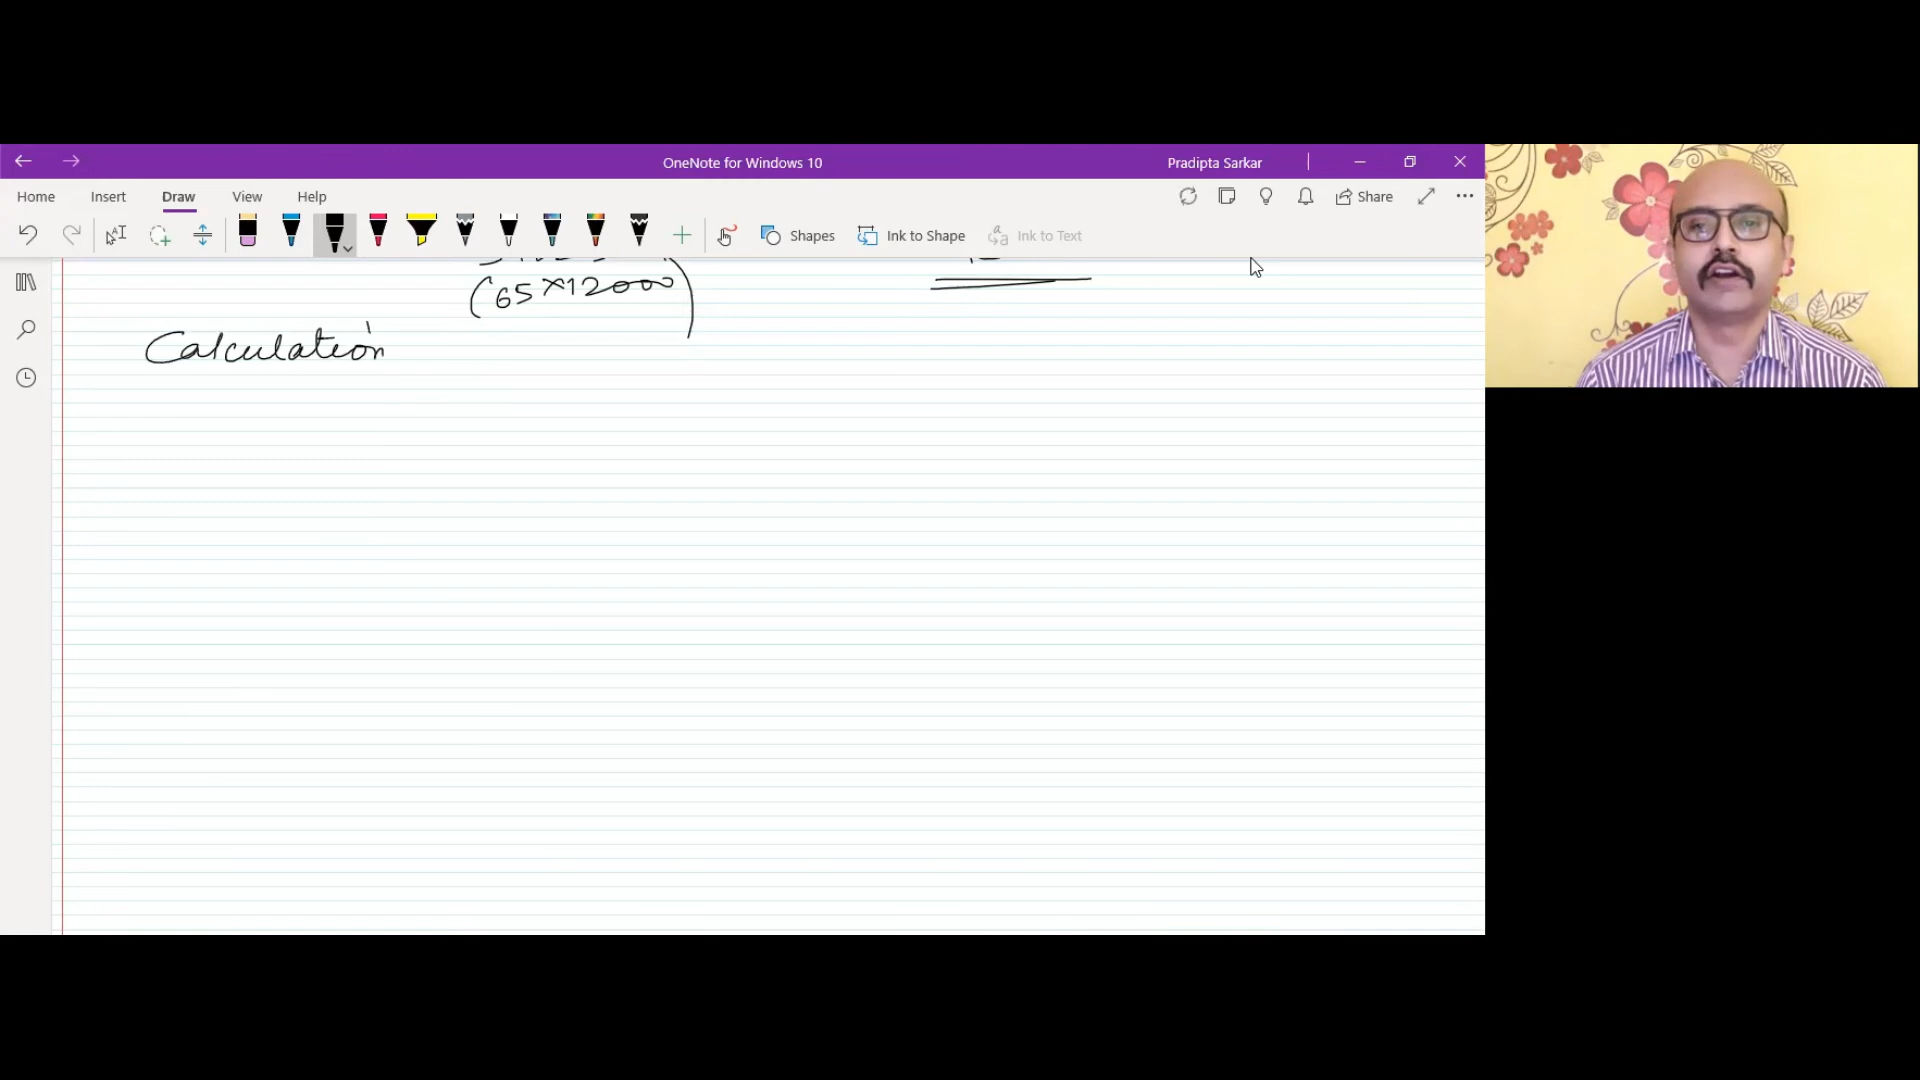 OneNote for Windows 10
Pradipta Sarkar
Home Insert Draw View Help
Share
Shapes
Ink to Shape
Ink to Text
(65×12000)
Calculation